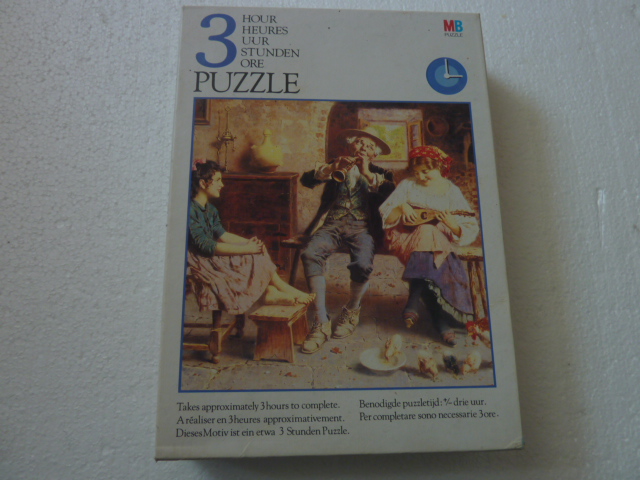 3
HOUR
HEURES
UUR
STUNDEN
ORE
PUZZLE
MB
PUZZLE
Takes approximately 3 hours to complete.
A réaliser en 3 heures approximativement.
Dieses Motiv ist ein etwa 3 Stunden Puzzle.
Benodigde puzzletijd: +/- drie uur.
Per completare sono necessarie 3 ore.